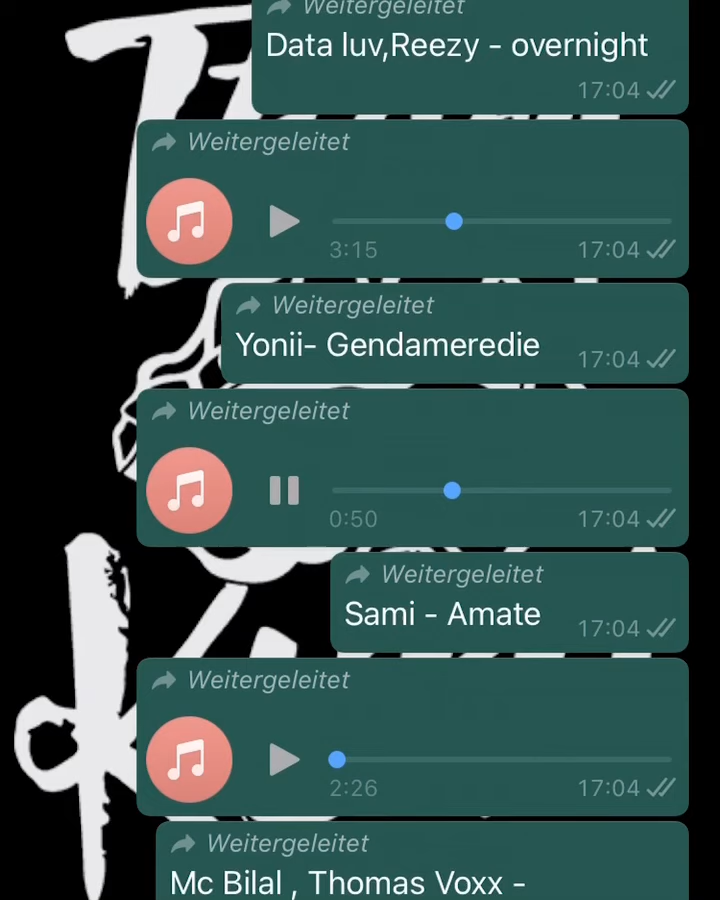 Weitergeleitet
Data luv,Reezy - overnight
17:04
Weitergeleitet
3:15 17:04
Weitergeleitet
Yonii- Gendameredie
17:04
Weitergeleitet
0:50 17:04
Weitergeleitet
Sami - Amate
17:04
Weitergeleitet
2:26 17:04
Weitergeleitet
Mc Bilal , Thomas Voxx -